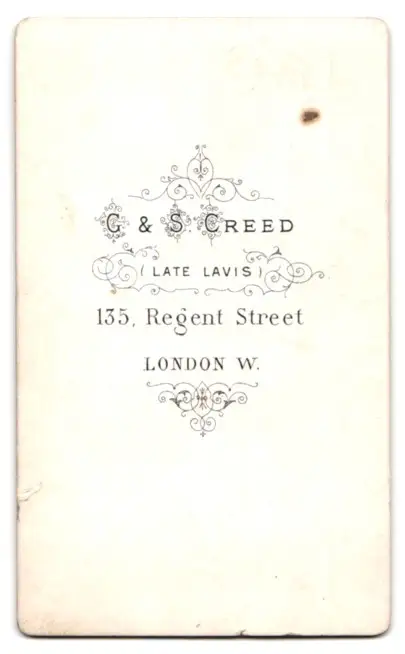 G & S. CREED
(LATE LAVIS)
135, Regent Street
LONDON W.